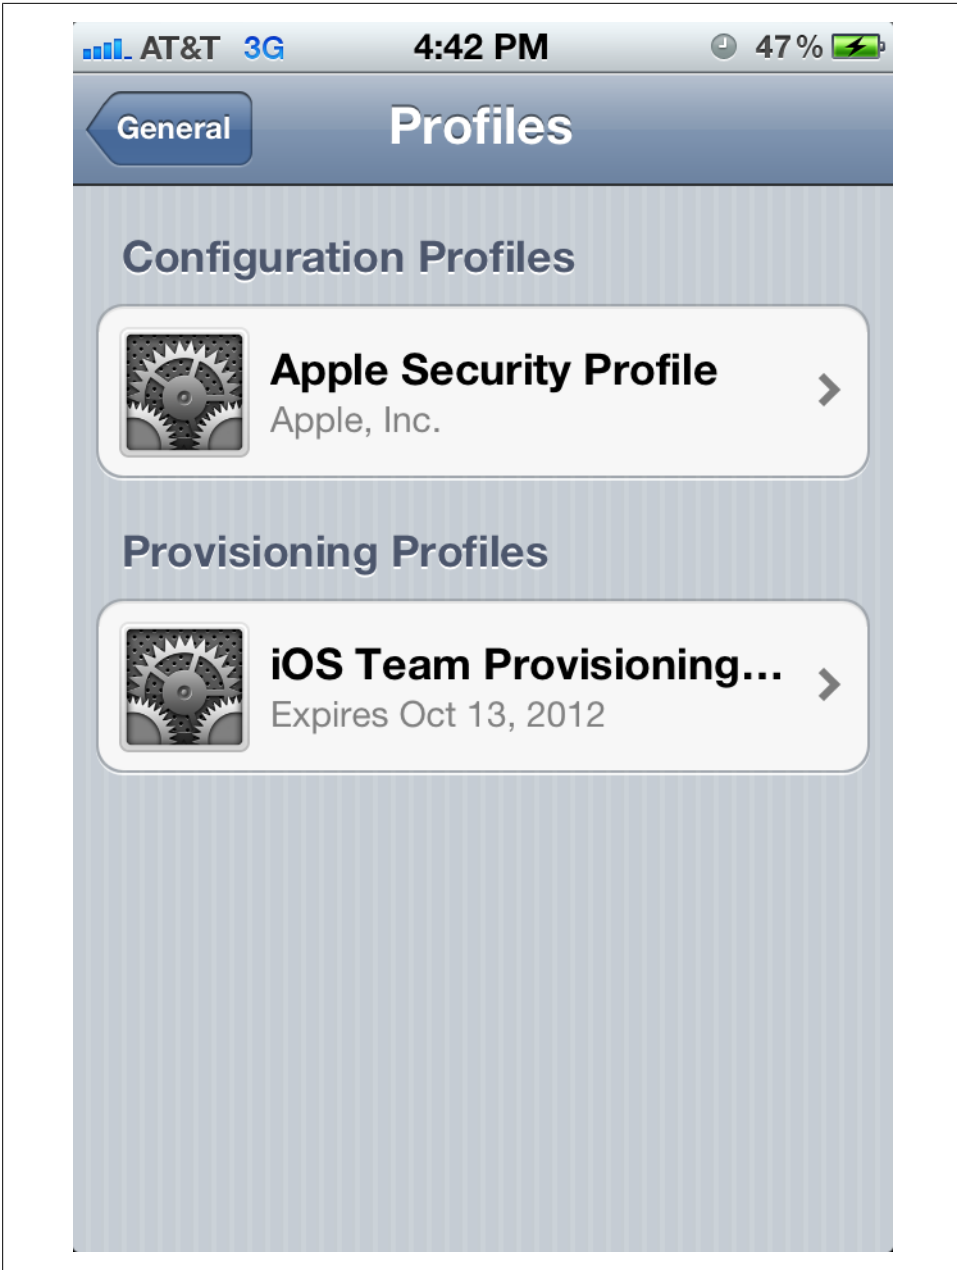 AT&T 3G 4:42 PM 47%
General Profiles
Configuration Profiles
Apple Security Profile
Apple, Inc.
Provisioning Profiles
iOS Team Provisioning...
Expires Oct 13, 2012